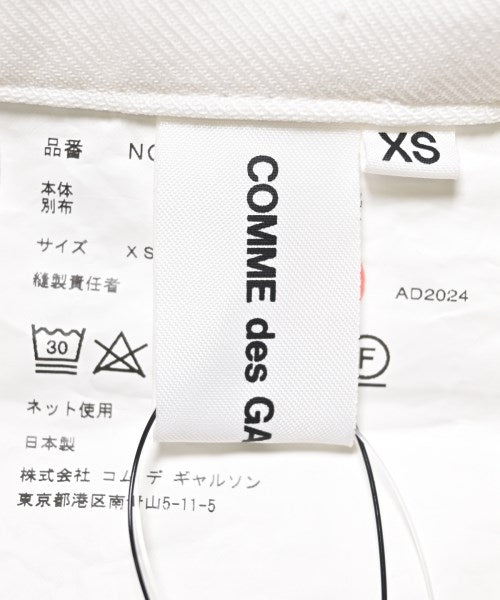 XS
COMME des GA
品番 NC
本体
別布
サイズ XS
縫製責任者
AD2024
30
F
ネット使用
日本製
株式会社 コム デ ギャルソン
東京都港区南 山5-11-5